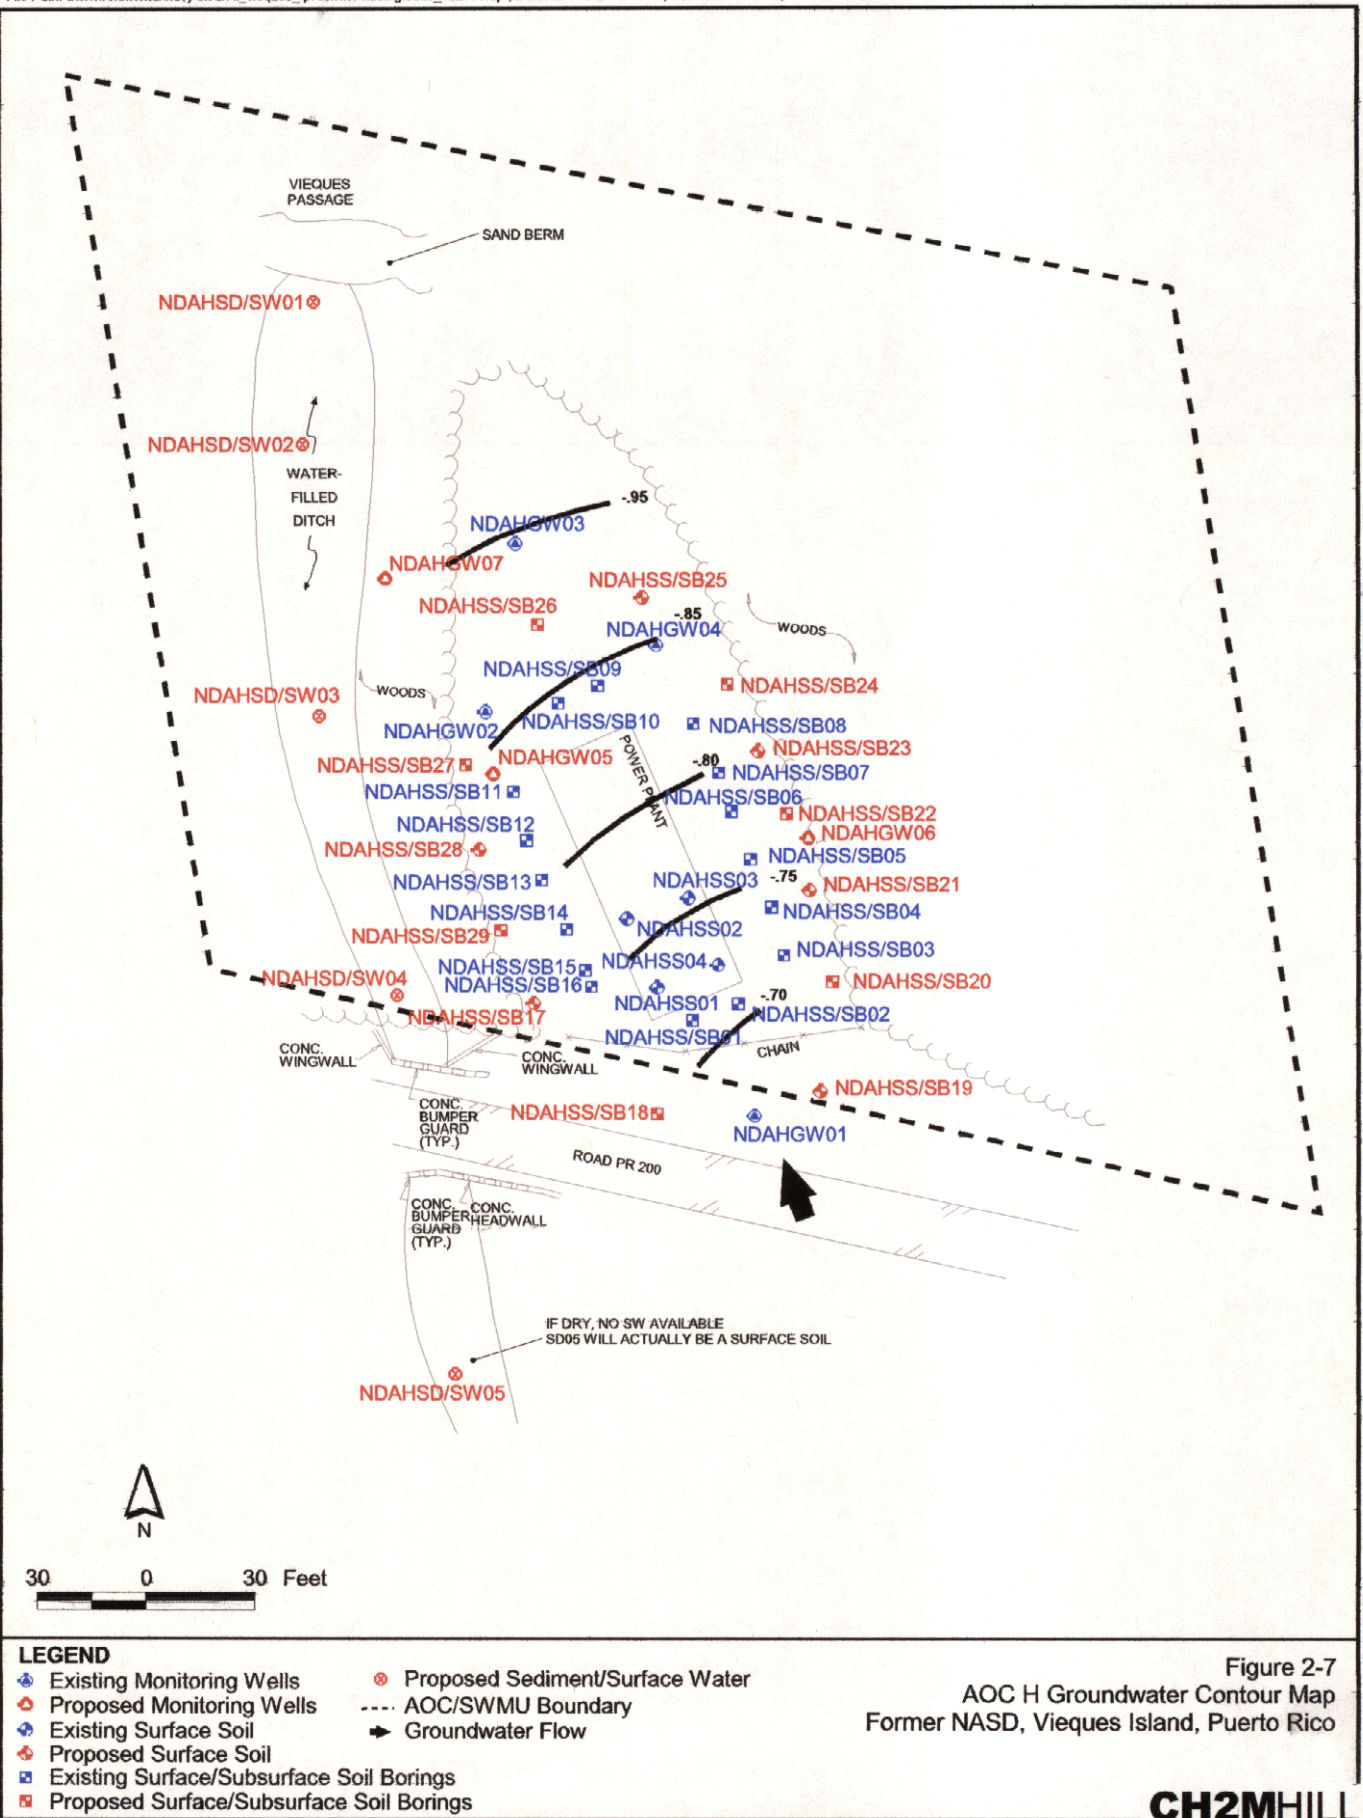 VIEQUES
PASSAGE
SAND BERM
NDAHSD/SW01
NDAHSD/SW02
WATER-
FILLED
DITCH
-.95
NDAHGW03
NDAHGW07
NDAHSS/SB25
NDAHSS/SB26
-.85
NDAHGW04
WOODS
NDAHSS/SB09
NDAHSS/SB24
NDAHSD/SW03
WOODS
NDAHSS/SB10
NDAHSS/SB08
NDAHGW02
POWER PLANT
NDAHSS/SB23
NDAHGW05
-.80
NDAHSS/SB27
NDAHSS/SB07
NDAHSS/SB11
NDAHSS/SB06
NDAHSS/SB22
NDAHSS/SB12
NDAHGW06
NDAHSS/SB28
NDAHSS/SB05
NDAHSS/SB13
NDAHSS03
-.75
NDAHSS/SB21
NDAHSS/SB14
NDAHSS/SB04
NDAHSS/SB29
NDAHSS02
NDAHSS/SB03
NDAHSS/SB15
NDAHSS04
NDAHSD/SW04
NDAHSS/SB16
NDAHSS/SB20
-.70
NDAHSS01
NDAHSS/SB17
NDAHSS/SB02
NDAHSS/SB01
CHAIN
CONC.
WINGWALL
CONC.
WINGWALL
NDAHSS/SB19
CONC.
BUMPER
GUARD
(TYP.)
NDAHSS/SB18
NDAHGW01
ROAD PR 200
CONC.
BUMPER
GUARD
(TYP.)
CONC.
HEADWALL
IF DRY, NO SW AVAILABLE
SD05 WILL ACTUALLY BE A SURFACE SOIL
NDAHSD/SW05
N
30 0 30 Feet
LEGEND
Existing Monitoring Wells
Proposed Monitoring Wells
Existing Surface Soil
Proposed Surface Soil
Existing Surface/Subsurface Soil Borings
Proposed Surface/Subsurface Soil Borings
Proposed Sediment/Surface Water
AOC/SWMU Boundary
Groundwater Flow
Figure 2-7
AOC H Groundwater Contour Map
Former NASD, Vieques Island, Puerto Rico
CH2MHILL